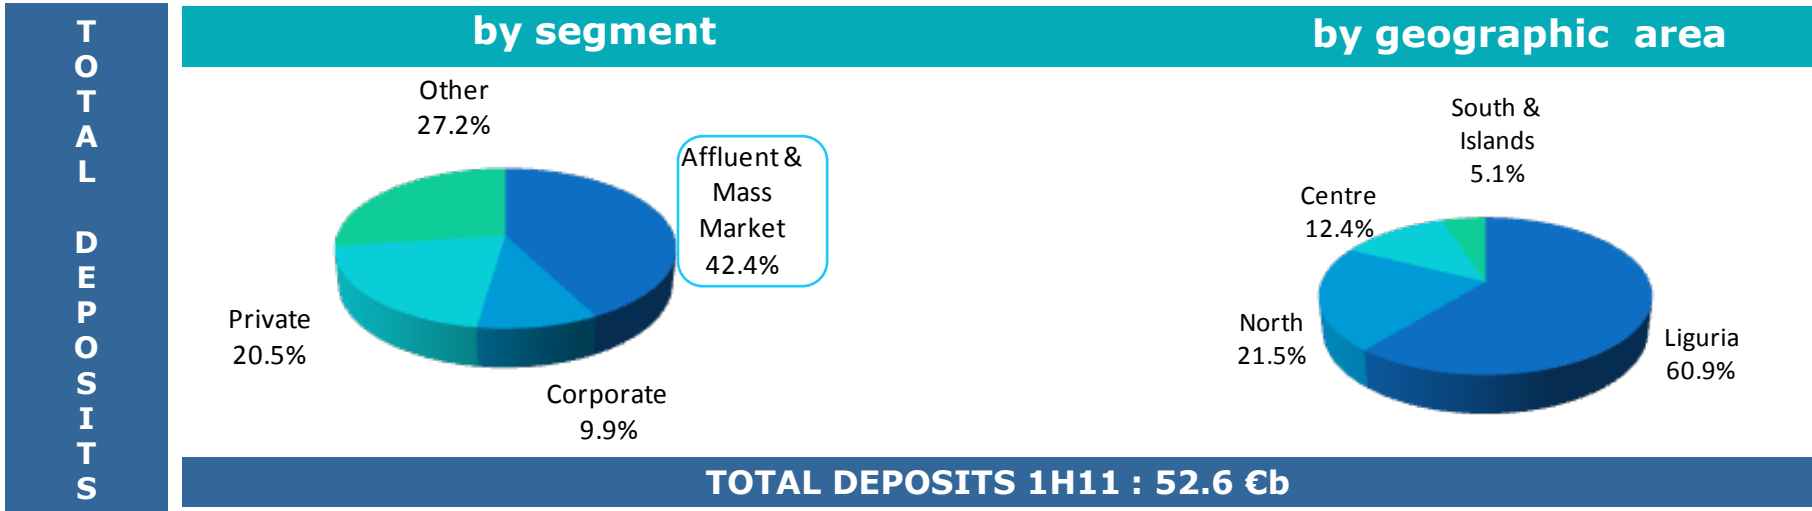 TOTAL DEPOSITS
by segment
by geographic area
Other
27.2%
Affluent &
Mass
Market
42.4%
Private
20.5%
Corporate
9.9%
South &
Islands
5.1%
Centre
12.4%
North
21.5%
Liguria
60.9%
TOTAL DEPOSITS 1H11 : 52.6 €b